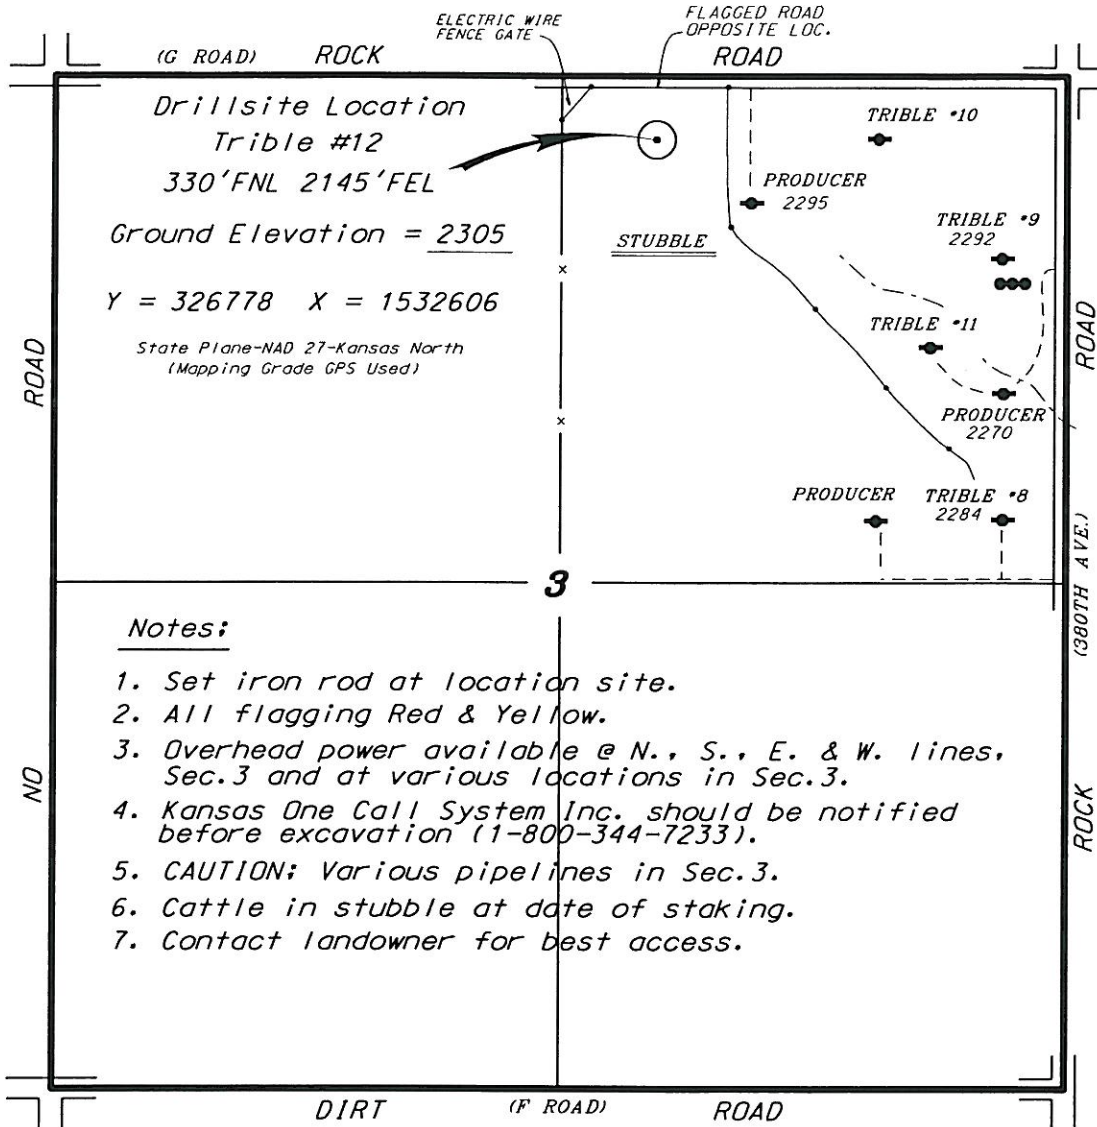 ELECTRIC WIRE
FENCE GATE
FLAGGED ROAD
OPPOSITE LOC.
(G ROAD) ROCK ROAD
Drillsite Location
Trible #12
330'FNL 2145'FEL
Ground Elevation = 2305
Y = 326778 X = 1532606
State Plane-NAD 27-Kansas North
(Mapping Grade GPS Used)
TRIBLE #10
PRODUCER
2295
STUBBLE
TRIBLE #9
2292
TRIBLE #11
PRODUCER
2270
PRODUCER
TRIBLE #8
2284
ROAD
NO
ROAD
(380TH AVE.)
ROCK
3
Notes:
1. Set iron rod at location site.
2. All flagging Red & Yellow.
3. Overhead power available @ N., S., E. & W. lines,
Sec.3 and at various locations in Sec.3.
4. Kansas One Call System Inc. should be notified
before excavation (1-800-344-7233).
5. CAUTION: Various pipelines in Sec.3.
6. Cattle in stubble at date of staking.
7. Contact landowner for best access.
DIRT (F ROAD) ROAD